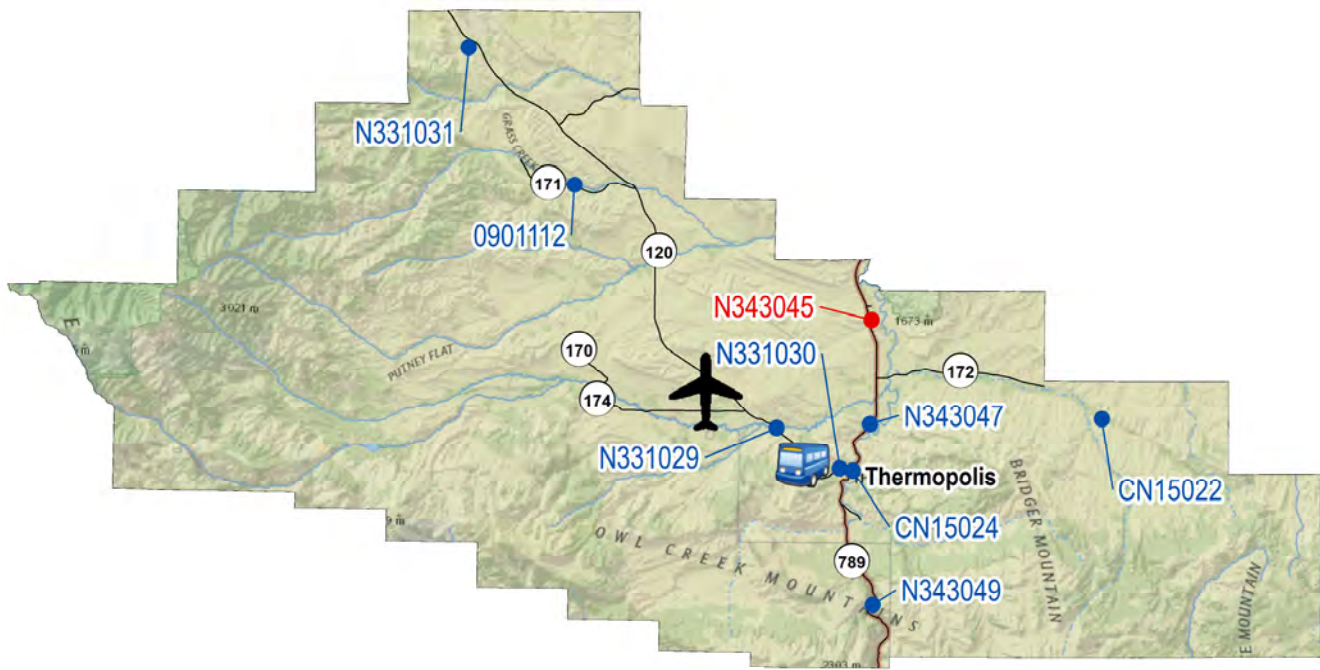 N331031
GRASS CREEK
171
0901112
120
3021 m
N343045
1673 m
N331030
170
PUTNEY FLAT
172
174
N343047
N331029
Thermopolis
CN15022
CN15024
BRIDGER MOUNTAIN
OWL CREEK MOUNTAINS
789
N343049
E MOUNTAIN
2303 m
E